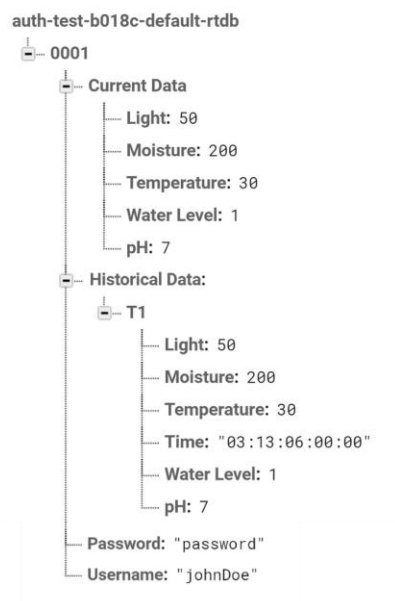 auth-test-b018c-default-rtdb
0001
Current Data
Light: 50
Moisture: 200
Temperature: 30
Water Level: 1
pH: 7
Historical Data:
T1
Light: 50
Moisture: 200
Temperature: 30
Time: "03:13:06:00:00"
Water Level: 1
pH: 7
Password: "password"
Username: "johnDoe"